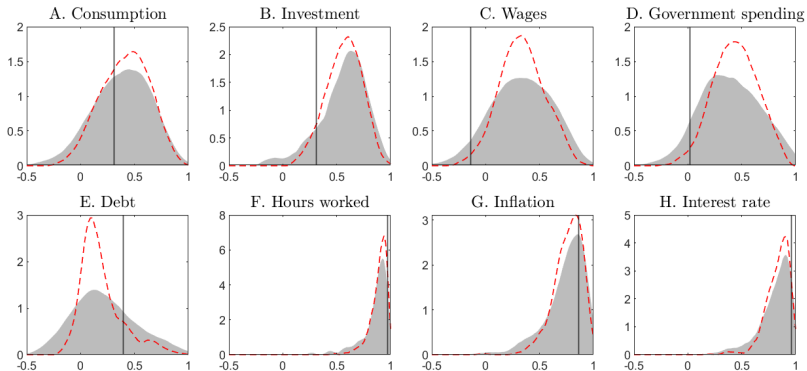 A. Consumption B. Investment C. Wages D. Government spending
2 2.5 2 2
1.5 2 1.5 1.5
1 1.5 1 1
0.5 1 0.5 0.5
0 0.5 0 0
0
-0.5 0 0.5 1 -0.5 0 0.5 1 -0.5 0 0.5 1 -0.5 0 0.5 1
E. Debt F. Hours worked G. Inflation H. Interest rate
3 8 3 5
2 6 2 4
1 4 1 3
0 2 0 2
0 1
0
-0.5 0 0.5 1 -0.5 0 0.5 1 -0.5 0 0.5 1 -0.5 0 0.5 1